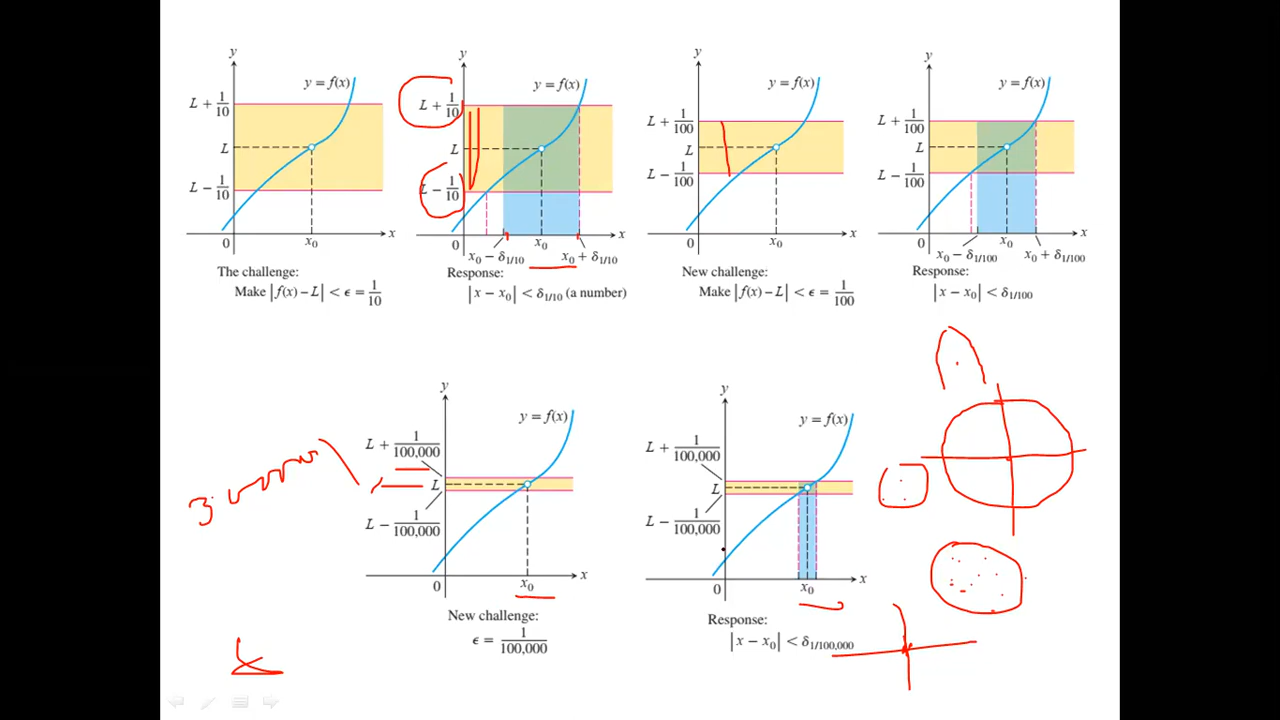 y
y = f(x)
L + 1/10
L
L − 1/10
0
x₀
x
The challenge:
Make |f(x) − L| < ϵ = 1/10
y
y = f(x)
L + 1/10
L
L − 1/10
0
x₀
x
x₀ − δ₁/₁₀
x₀ + δ₁/₁₀
Response:
|x − x₀| < δ₁/₁₀ (a number)
y
y = f(x)
L + 1/100
L
L − 1/100
0
x₀
x
New challenge:
Make |f(x) − L| < ϵ = 1/100
y
y = f(x)
L + 1/100
L
L − 1/100
0
x₀
x
x₀ − δ₁/₁₀₀
x₀ + δ₁/₁₀₀
Response:
|x − x₀| < δ₁/₁₀₀
y
y = f(x)
L + 1/100,000
L
L − 1/100,000
0
x₀
x
New challenge:
ϵ = 1/100,000
y
y = f(x)
L + 1/100,000
L
L − 1/100,000
0
x₀
x
Response:
|x − x₀| < δ₁/₁₀₀,₀₀₀